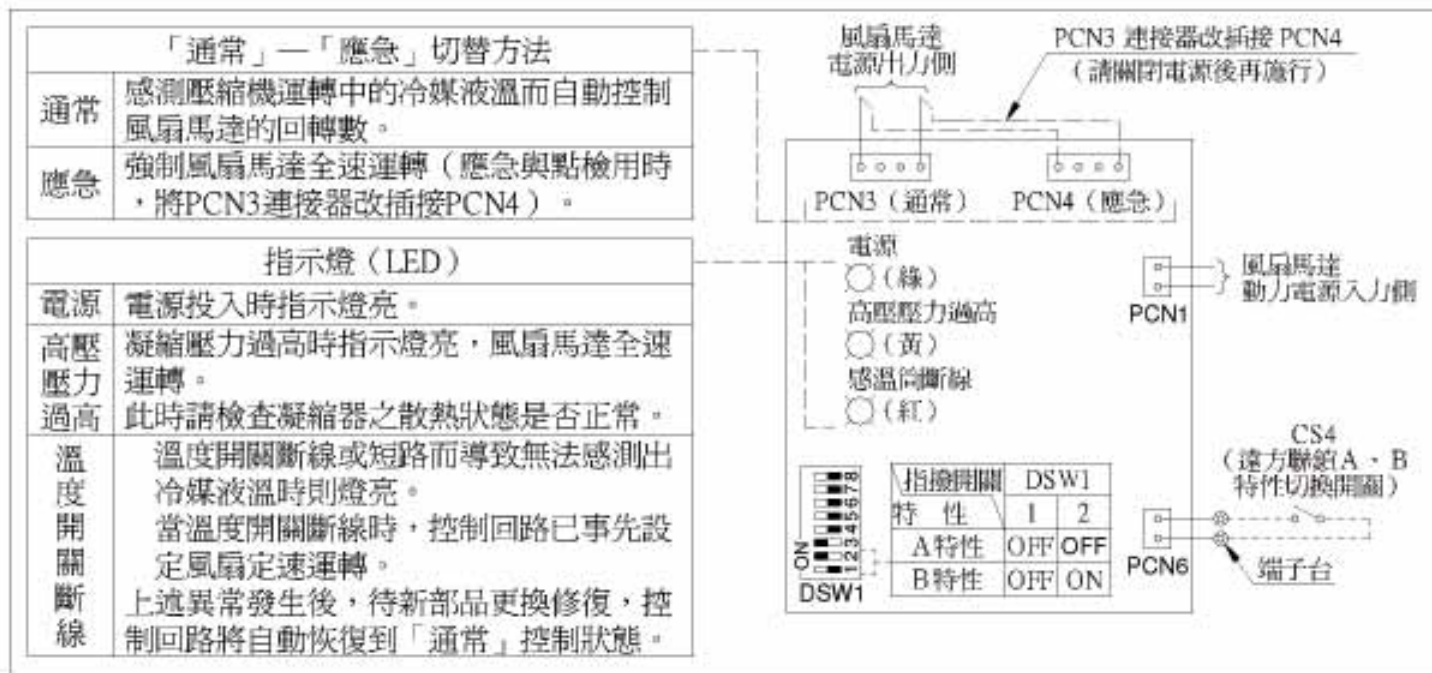 「通常」—「應急」切替方法
通常
感測壓縮機運轉中的冷媒液溫而自動控制
風扇馬達的回轉數。
應急
強制風扇馬達全速運轉（應急與點檢用時
，將PCN3連接器改插接PCN4）。
指示燈（LED）
電源
電源投入時指示燈亮。
高壓
壓力
過高
凝縮壓力過高時指示燈亮，風扇馬達全速
運轉。
此時請檢查凝縮器之散熱狀態是否正常。
溫
度
開
關
斷
線
溫度開關斷線或短路而導致無法感測出
冷媒液溫時則燈亮。
當溫度開關斷線時，控制回路已事先設
定風扇定速運轉。
上述異常發生後，待新部品更換修復，控
制回路將自動恢復到「通常」控制狀態。
風扇馬達
電源出力側
PCN3 連接器改插接 PCN4
（請關閉電源後再施行）
PCN3（通常）
PCN4（應急）
電源
（綠）
高壓壓力過高
（黃）
感溫筒斷線
（紅）
PCN1
風扇馬達
動力電源入力側
ON
12345678
DSW1
指撥開關 DSW1
特 性 1 2
A特性 OFF OFF
B特性 OFF ON
CS4
（遠方聯鎖A、B
特性切換開關）
PCN6
端子台